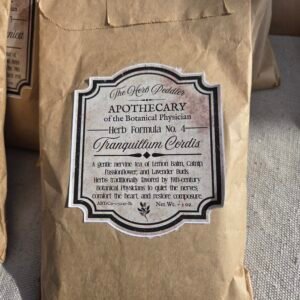 The Herb Peddler
APOTHECARY
of the Botanical Physician
Herb Formula No. 4
Tranquillum Cordis
A gentle nervine tea of Lemon Balm, Catnip,
Passionflower, and Lavender Buds.
Herbs traditionally favored by 19th-century
Botanical Physicians to quiet the nerves,
comfort the heart, and restore composure.
Net Wt. ~ 3 oz.